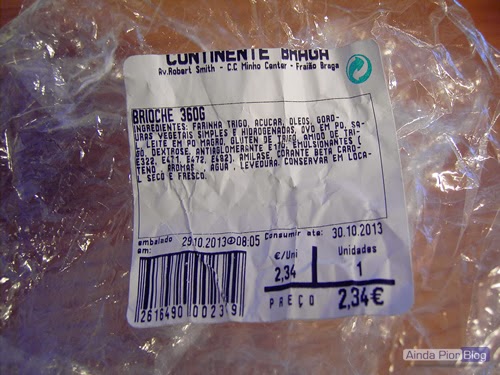 CONTINENTE BRAGA
Av.Robert Smith - C.C Minho Center - Fraião Braga
BRIOCHE 360G
INGREDIENTES: FARINHA TRIGO, AÇUCAR, OLEOS, GORD-
URAS VEGETAIS SIMPLES E HIDROGENADAS, OVO EM PO, SA-
L, LEITE EM PO MAGRO, GLUTEN DE TRIGO, AMIDO DE TRI-
GO, DEXTROSE, ANTIAGLOMERANTE E170, EMULSIONANTES (
E322, E471, E472, E482), AMILASE, CORANTE BETA CARO-
TENO, AROMAT , AGUA , LEVEDURA. CONSERVAR EM LOCA-
L SECO E FRESCO.
embalado em: 29.10.2013 08:05 Consumir ate: 30.10.2013
€/Uni Unidades
2,34 1
PREÇO 2,34€
2616490 00239
Ainda Pior Blog